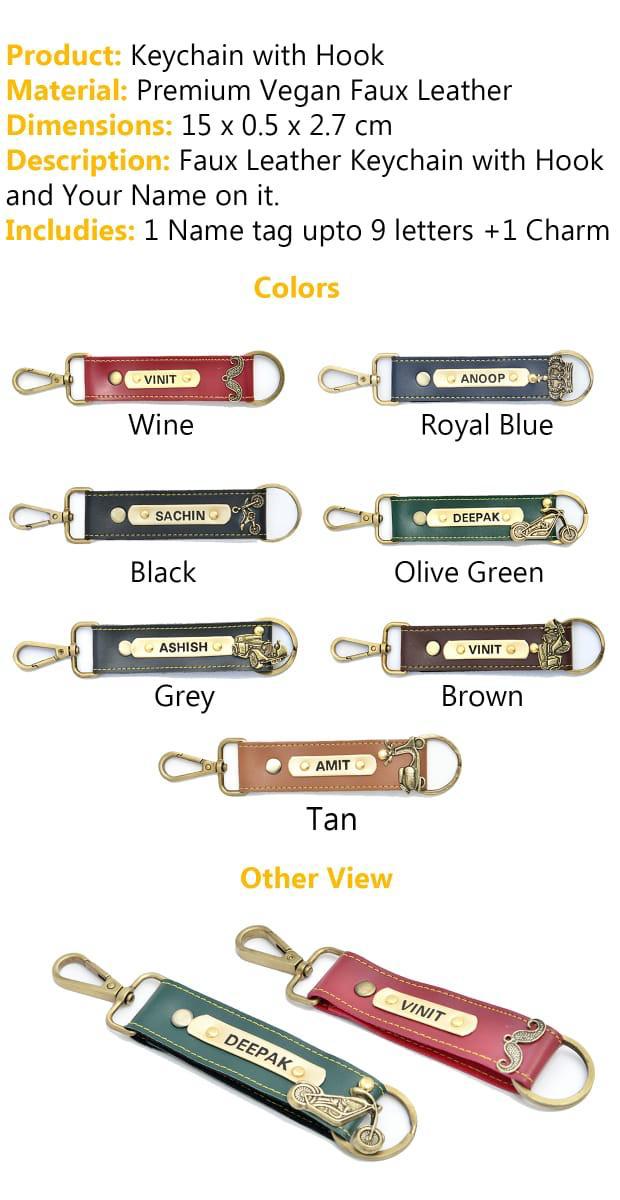 Product: Keychain with Hook
Material: Premium Vegan Faux Leather
Dimensions: 15 x 0.5 x 2.7 cm
Description: Faux Leather Keychain with Hook
and Your Name on it.
Includies: 1 Name tag upto 9 letters +1 Charm
Colors
VINIT
ANOOP
Wine
Royal Blue
SACHIN
DEEPAK
Black
Olive Green
ASHISH
VINIT
Grey
Brown
AMIT
Tan
Other View
VINIT
DEEPAK